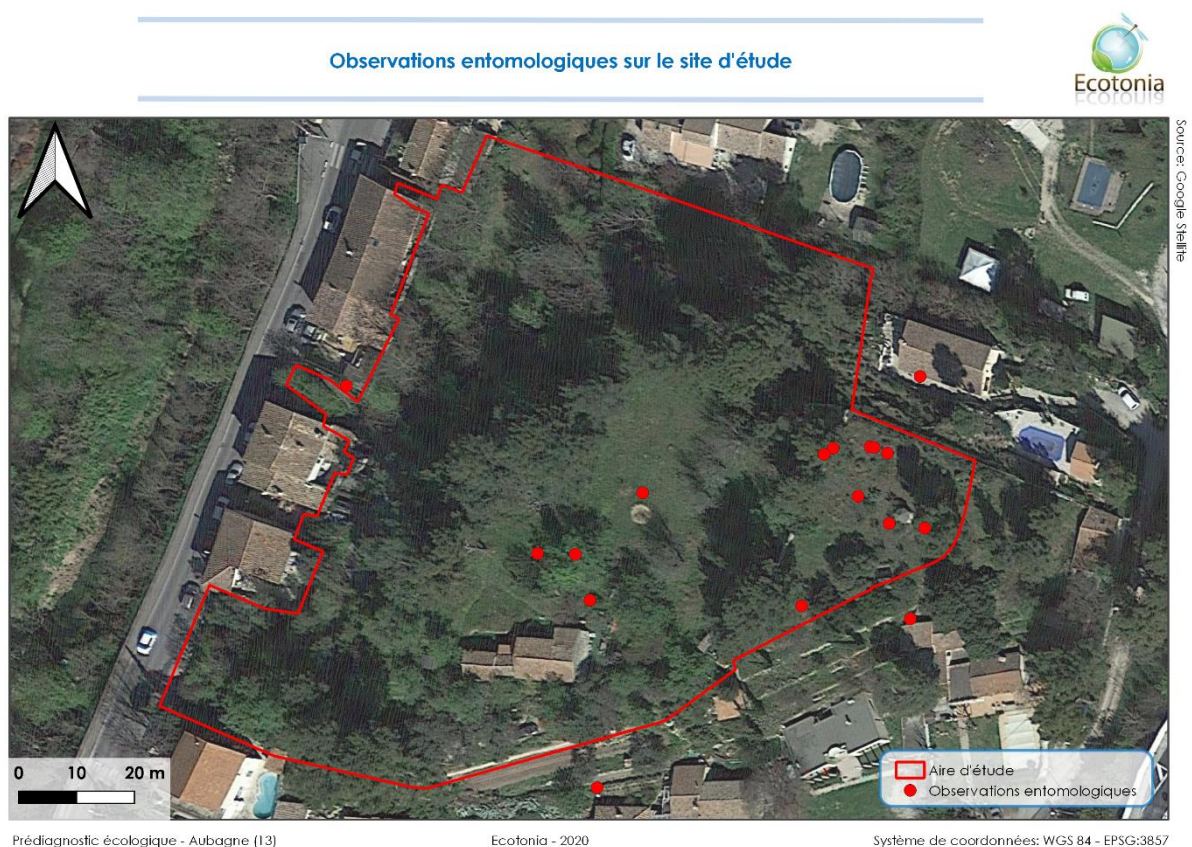 Observations entomologiques sur le site d'étude
Ecotonia
Source: Google Stellite
0 10 20 m
Aire d'étude
Observations entomologiques
Prédiagnostic écologique - Aubagne (13)
Ecotonia - 2020
Système de coordonnées: WGS 84 - EPSG:3857